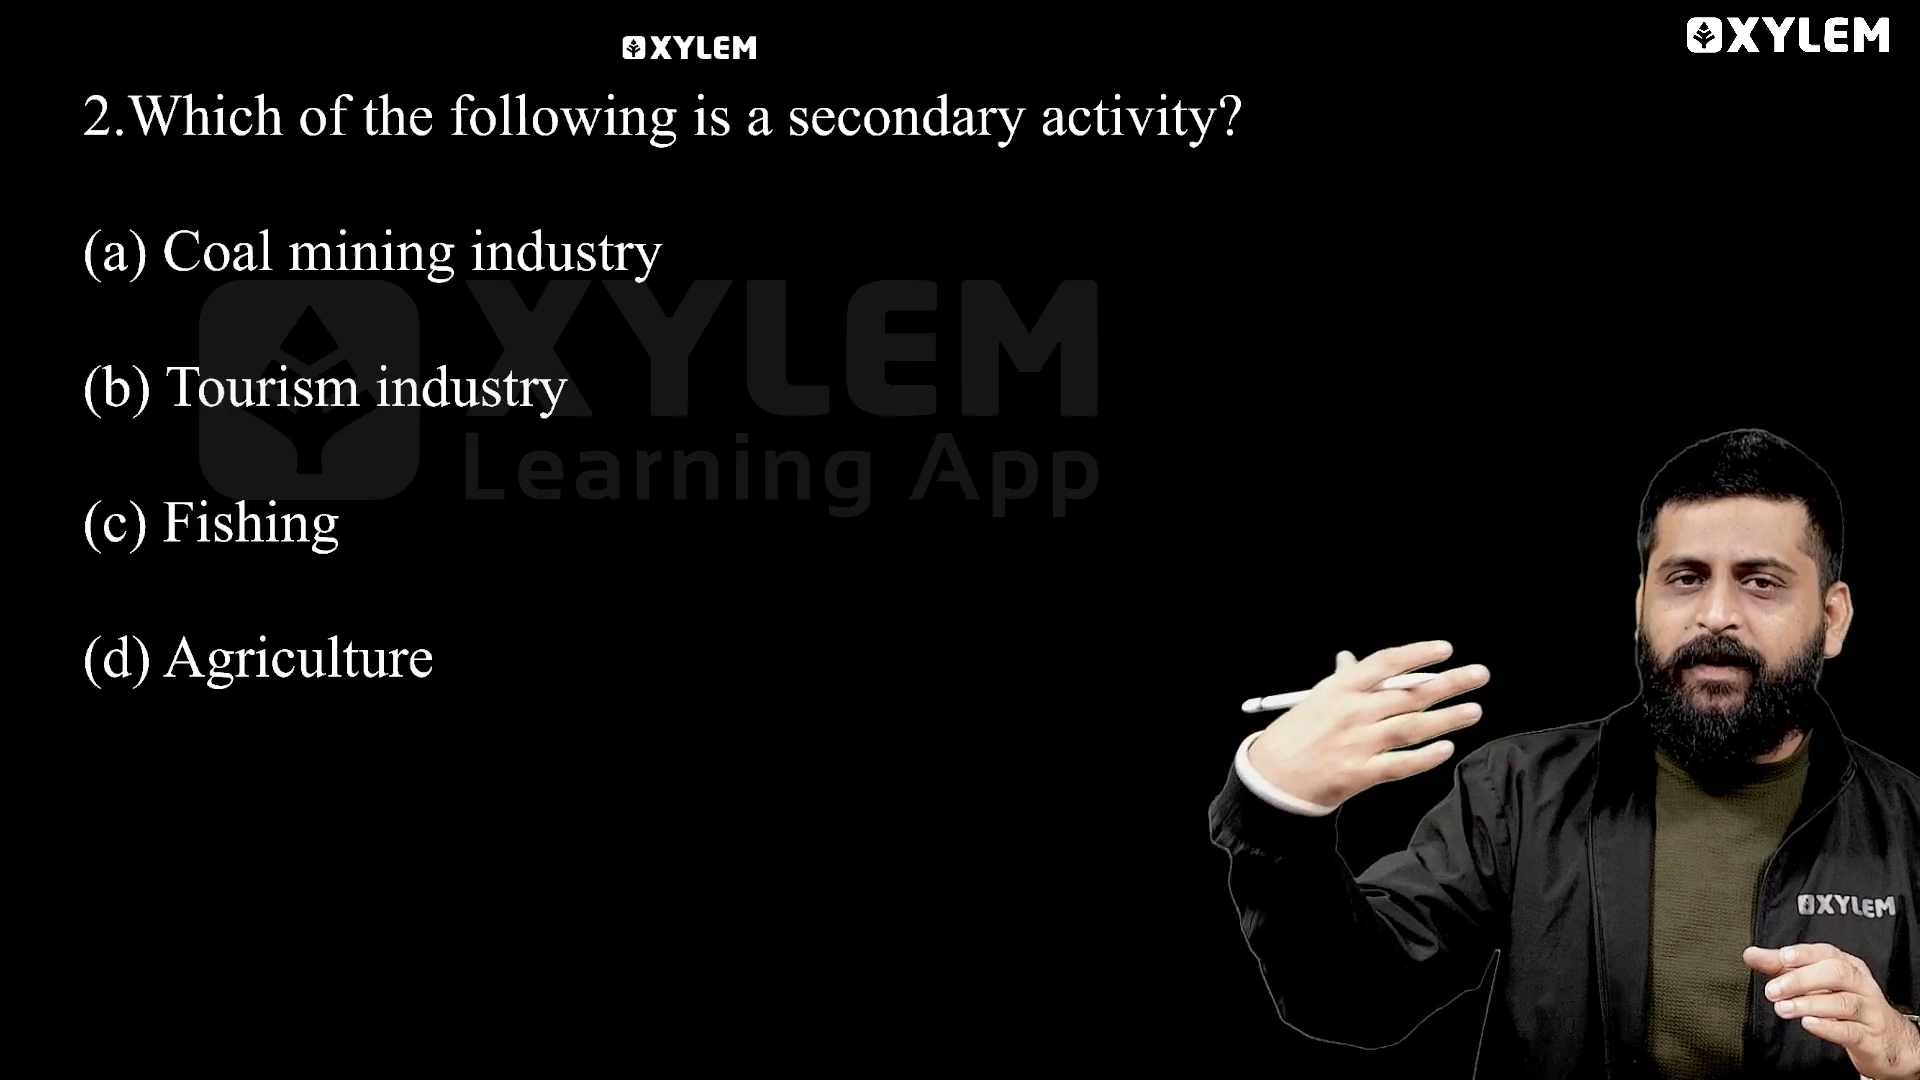 XYLEM
XYLEM
2.Which of the following is a secondary activity?
(a) Coal mining industry
(b) Tourism industry
(c) Fishing
(d) Agriculture
XYLEM
Learning App
XYLEM